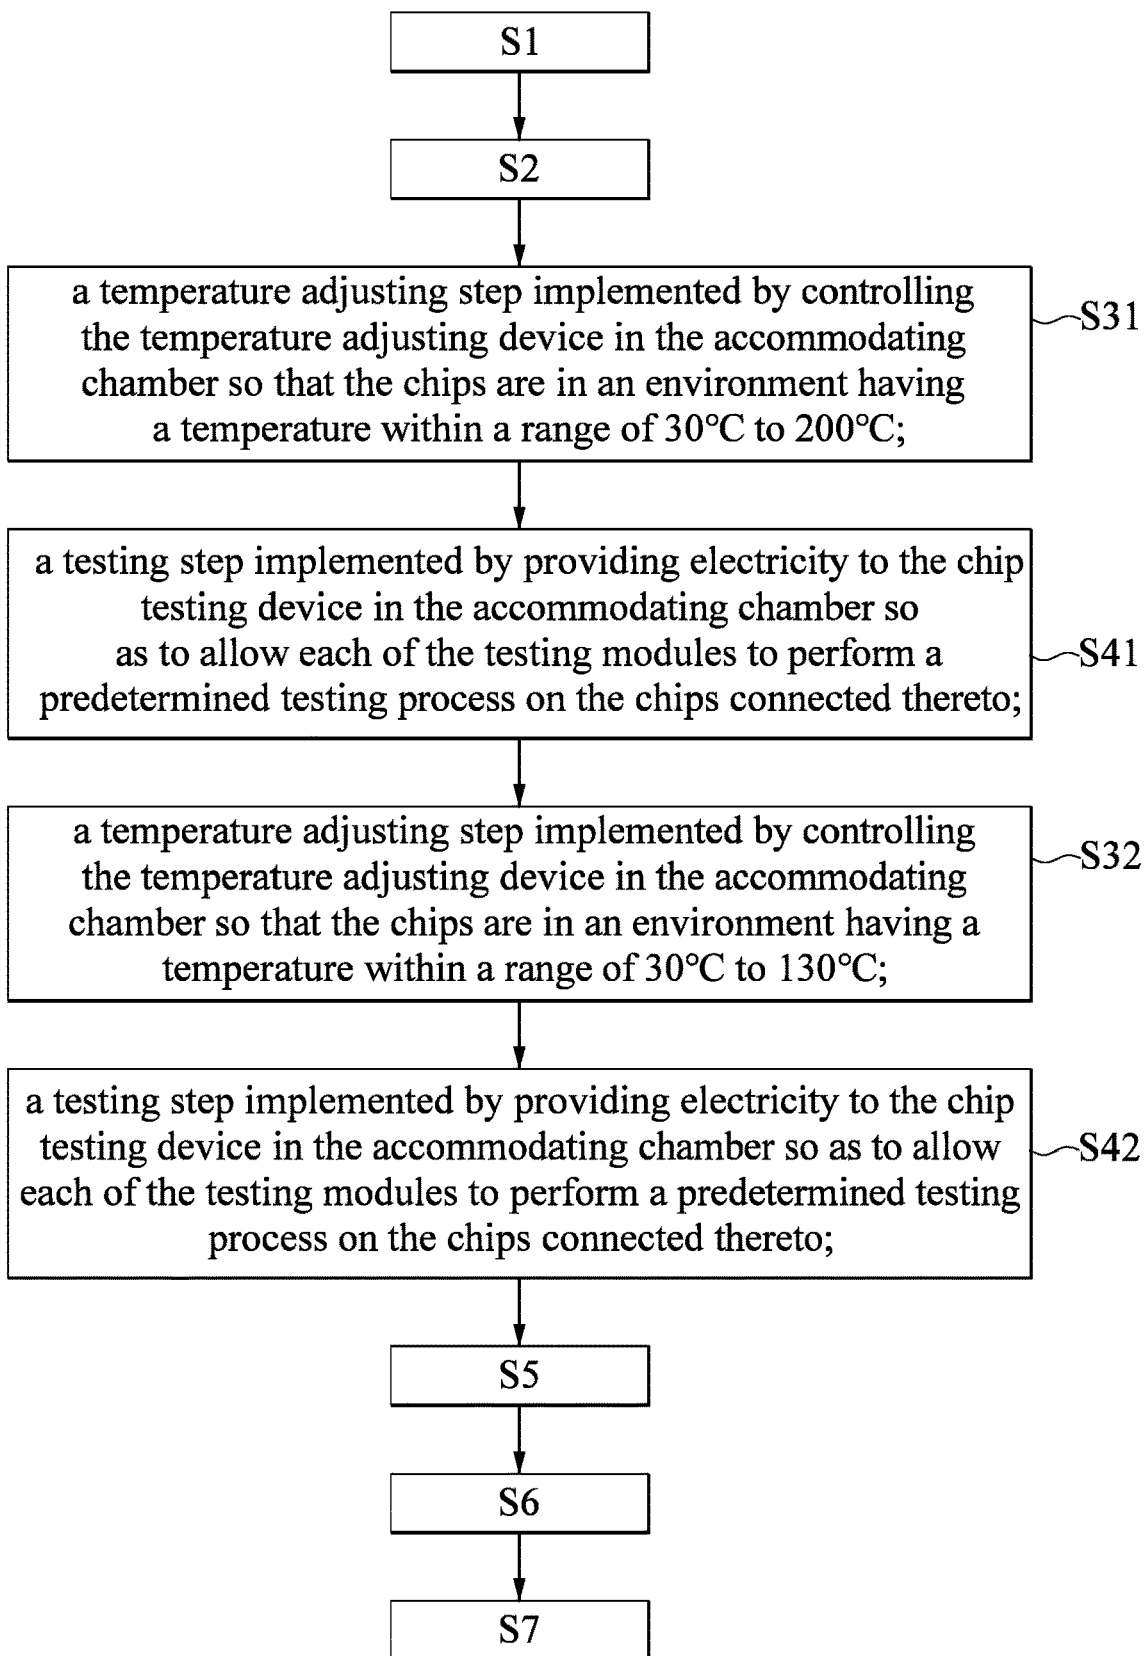 S1
S2
a temperature adjusting step implemented by controlling
the temperature adjusting device in the accommodating
chamber so that the chips are in an environment having
a temperature within a range of 30℃ to 200℃;
S31
a testing step implemented by providing electricity to the chip
testing device in the accommodating chamber so
as to allow each of the testing modules to perform a
predetermined testing process on the chips connected thereto;
S41
a temperature adjusting step implemented by controlling
the temperature adjusting device in the accommodating
chamber so that the chips are in an environment having a
temperature within a range of 30℃ to 130℃;
S32
a testing step implemented by providing electricity to the chip
testing device in the accommodating chamber so as to allow
each of the testing modules to perform a predetermined testing
process on the chips connected thereto;
S42
S5
S6
S7